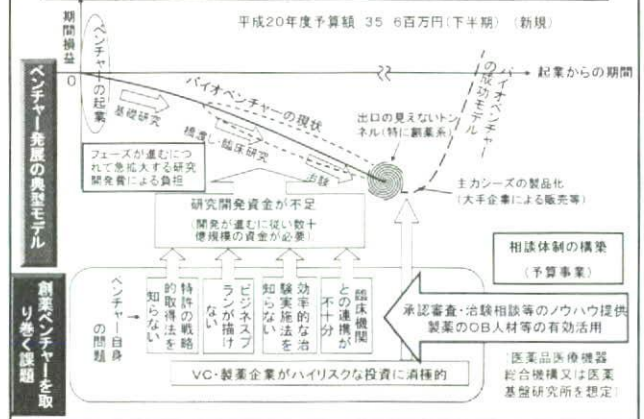 平成20年度予算額 35 6百万円(下半期) (新規)
期間損益
0
起業からの期間
ベンチャーの起業
基礎研究
橋渡し・臨床研究
治験
バイオベンチャーの現状
バイオベンチャー
の成功モデル
出口の見えないトン
ネル(特に創薬系)
主力シーズの製品化
(大手企業による販売等)
フェーズが進むにつ
れて急拡大する研究
開発費による負担
研究開発資金が不足
(開発が進むに従い数十
億規模の資金が必要)
ベンチャー発展の典型モデル
創薬ベンチャーを取
り巻く課題
ベンチャー自身
の問題
特許の戦略
的取得法を
知らない
ビジネスプ
ランが描け
ない
効率的な治
験実施法を
知らない
臨床機関
との連携が
不十分
VC・製薬企業がハイリスクな投資に消極的
相談体制の構築
(予算事業)
承認審査・治験相談等のノウハウ提供
製薬のOB人材等の有効活用
[医薬品医療機器
総合機構又は医薬
基盤研究所を想定]